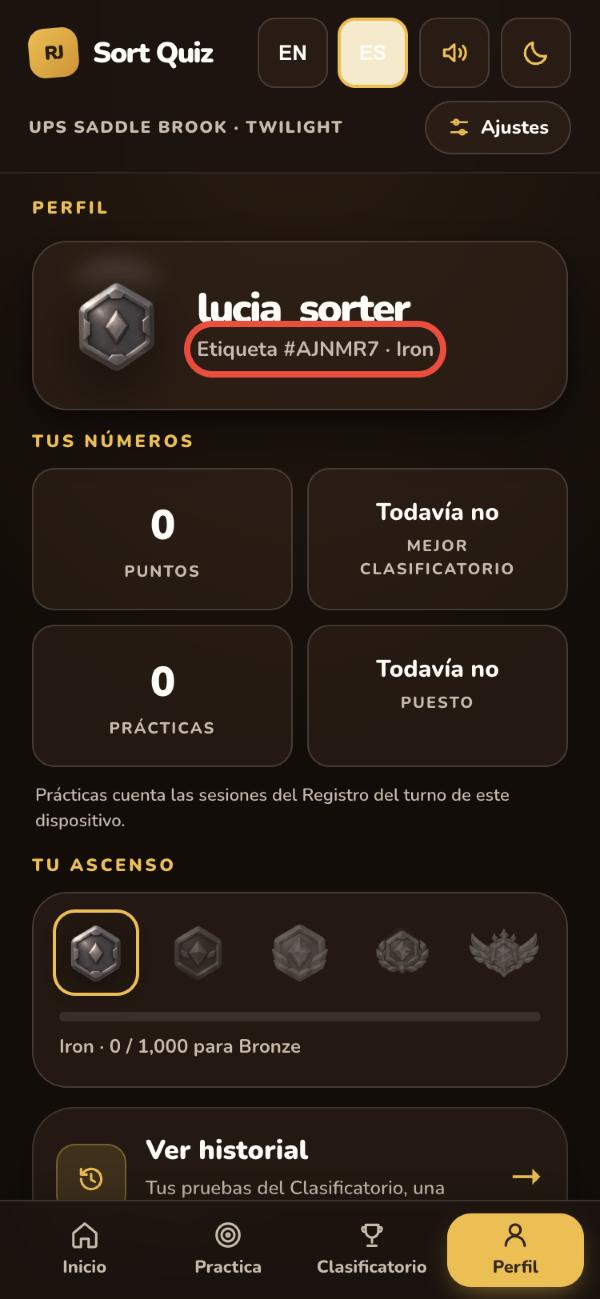 RJ Sort Quiz EN ES
UPS SADDLE BROOK · TWILIGHT Ajustes
PERFIL
lucia_sorter
Etiqueta #AJNMR7 · Iron
TUS NÚMEROS
0
PUNTOS
Todavía no
MEJOR
CLASIFICATORIO
0
PRÁCTICAS
Todavía no
PUESTO
Prácticas cuenta las sesiones del Registro del turno de este
dispositivo.
TU ASCENSO
Iron · 0 / 1,000 para Bronze
Ver historial
Tus pruebas del Clasificatorio, una
Inicio Practica Clasificatorio Perfil